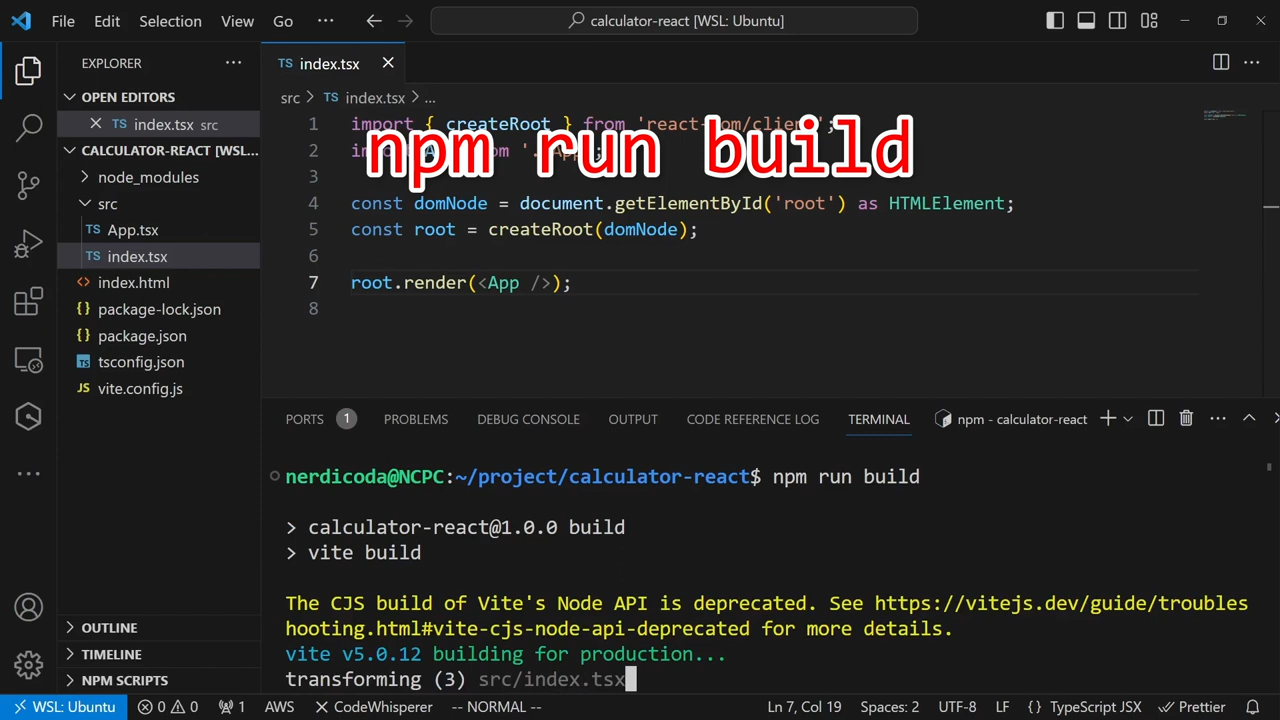 File Edit Selection View Go ··· calculator-react [WSL: Ubuntu]
EXPLORER ···
OPEN EDITORS
index.tsx src
CALCULATOR-REACT [WSL,...
node_modules
src
App.tsx
index.tsx
index.html
package-lock.json
package.json
tsconfig.json
vite.config.js
OUTLINE
TIMELINE
NPM SCRIPTS
index.tsx
src > index.tsx > ...
npm run build
1 import { createRoot } from 'react-dom/client';
2
3
4 const domNode = document.getElementById('root') as HTMLElement;
5 const root = createRoot(domNode);
6
7 root.render(<App />);
8
PORTS 1 PROBLEMS DEBUG CONSOLE OUTPUT CODE REFERENCE LOG TERMINAL npm - calculator-react
nerdicoda@NCPC:~/project/calculator-react$ npm run build
> calculator-react@1.0.0 build
> vite build
The CJS build of Vite's Node API is deprecated. See https://vitejs.dev/guide/troubles
hooting.html#vite-cjs-node-api-deprecated for more details.
vite v5.0.12 building for production...
transforming (3) src/index.tsx
WSL: Ubuntu 0 0 1 AWS CodeWhisperer -- NORMAL -- Ln 7, Col 19 Spaces: 2 UTF-8 LF {} TypeScript JSX Prettier